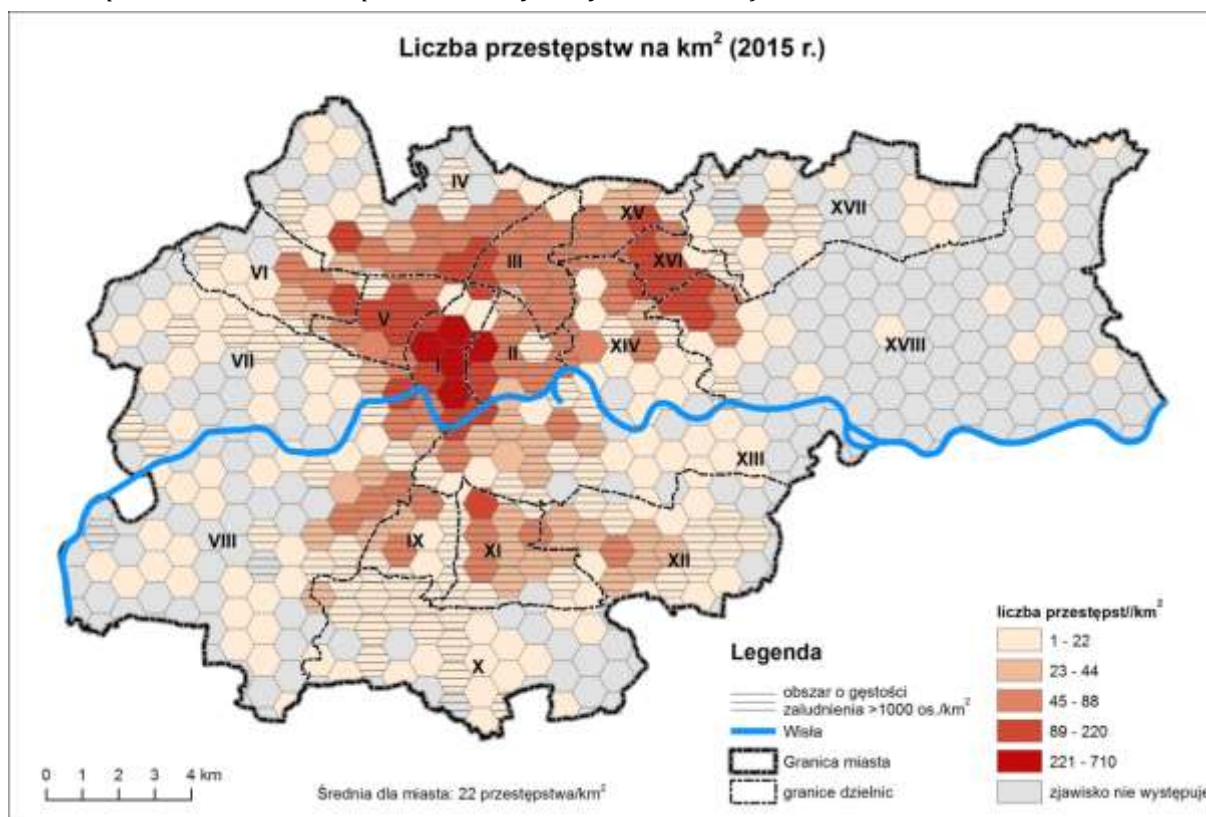 Liczba przestępstw na km² (2015 r.)
IV
XV
XVII
III
XVI
VI
V
II
XIV
XVIII
VII
I
XIII
VIII
IX
XI
XII
X
Legenda
obszar o gęstości
zaludnienia >1000 os./km²
Wisła
Granica miasta
granice dzielnic
liczba przestępst//km²
1 - 22
23 - 44
45 - 88
89 - 220
221 - 710
zjawisko nie występuje
0 1 2 4 km
Średnia dla miasta: 22 przestępstwa/km²